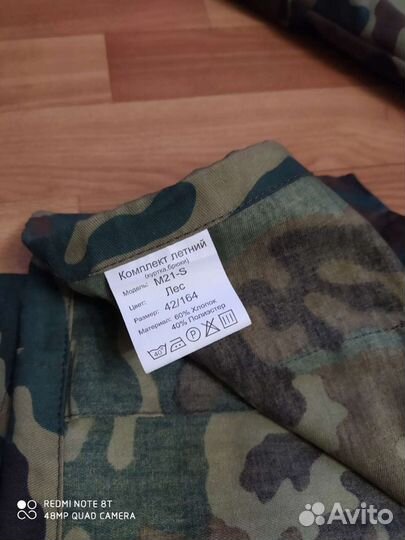 Комплект летний
(куртка,брюки)
Модель: M21-S
Цвет: Лес
Размер: 42/164
Материал: 60% Хлопок
40% Полиэстер
40°
P
REDMI NOTE 8T
48MP QUAD CAMERA
Avito